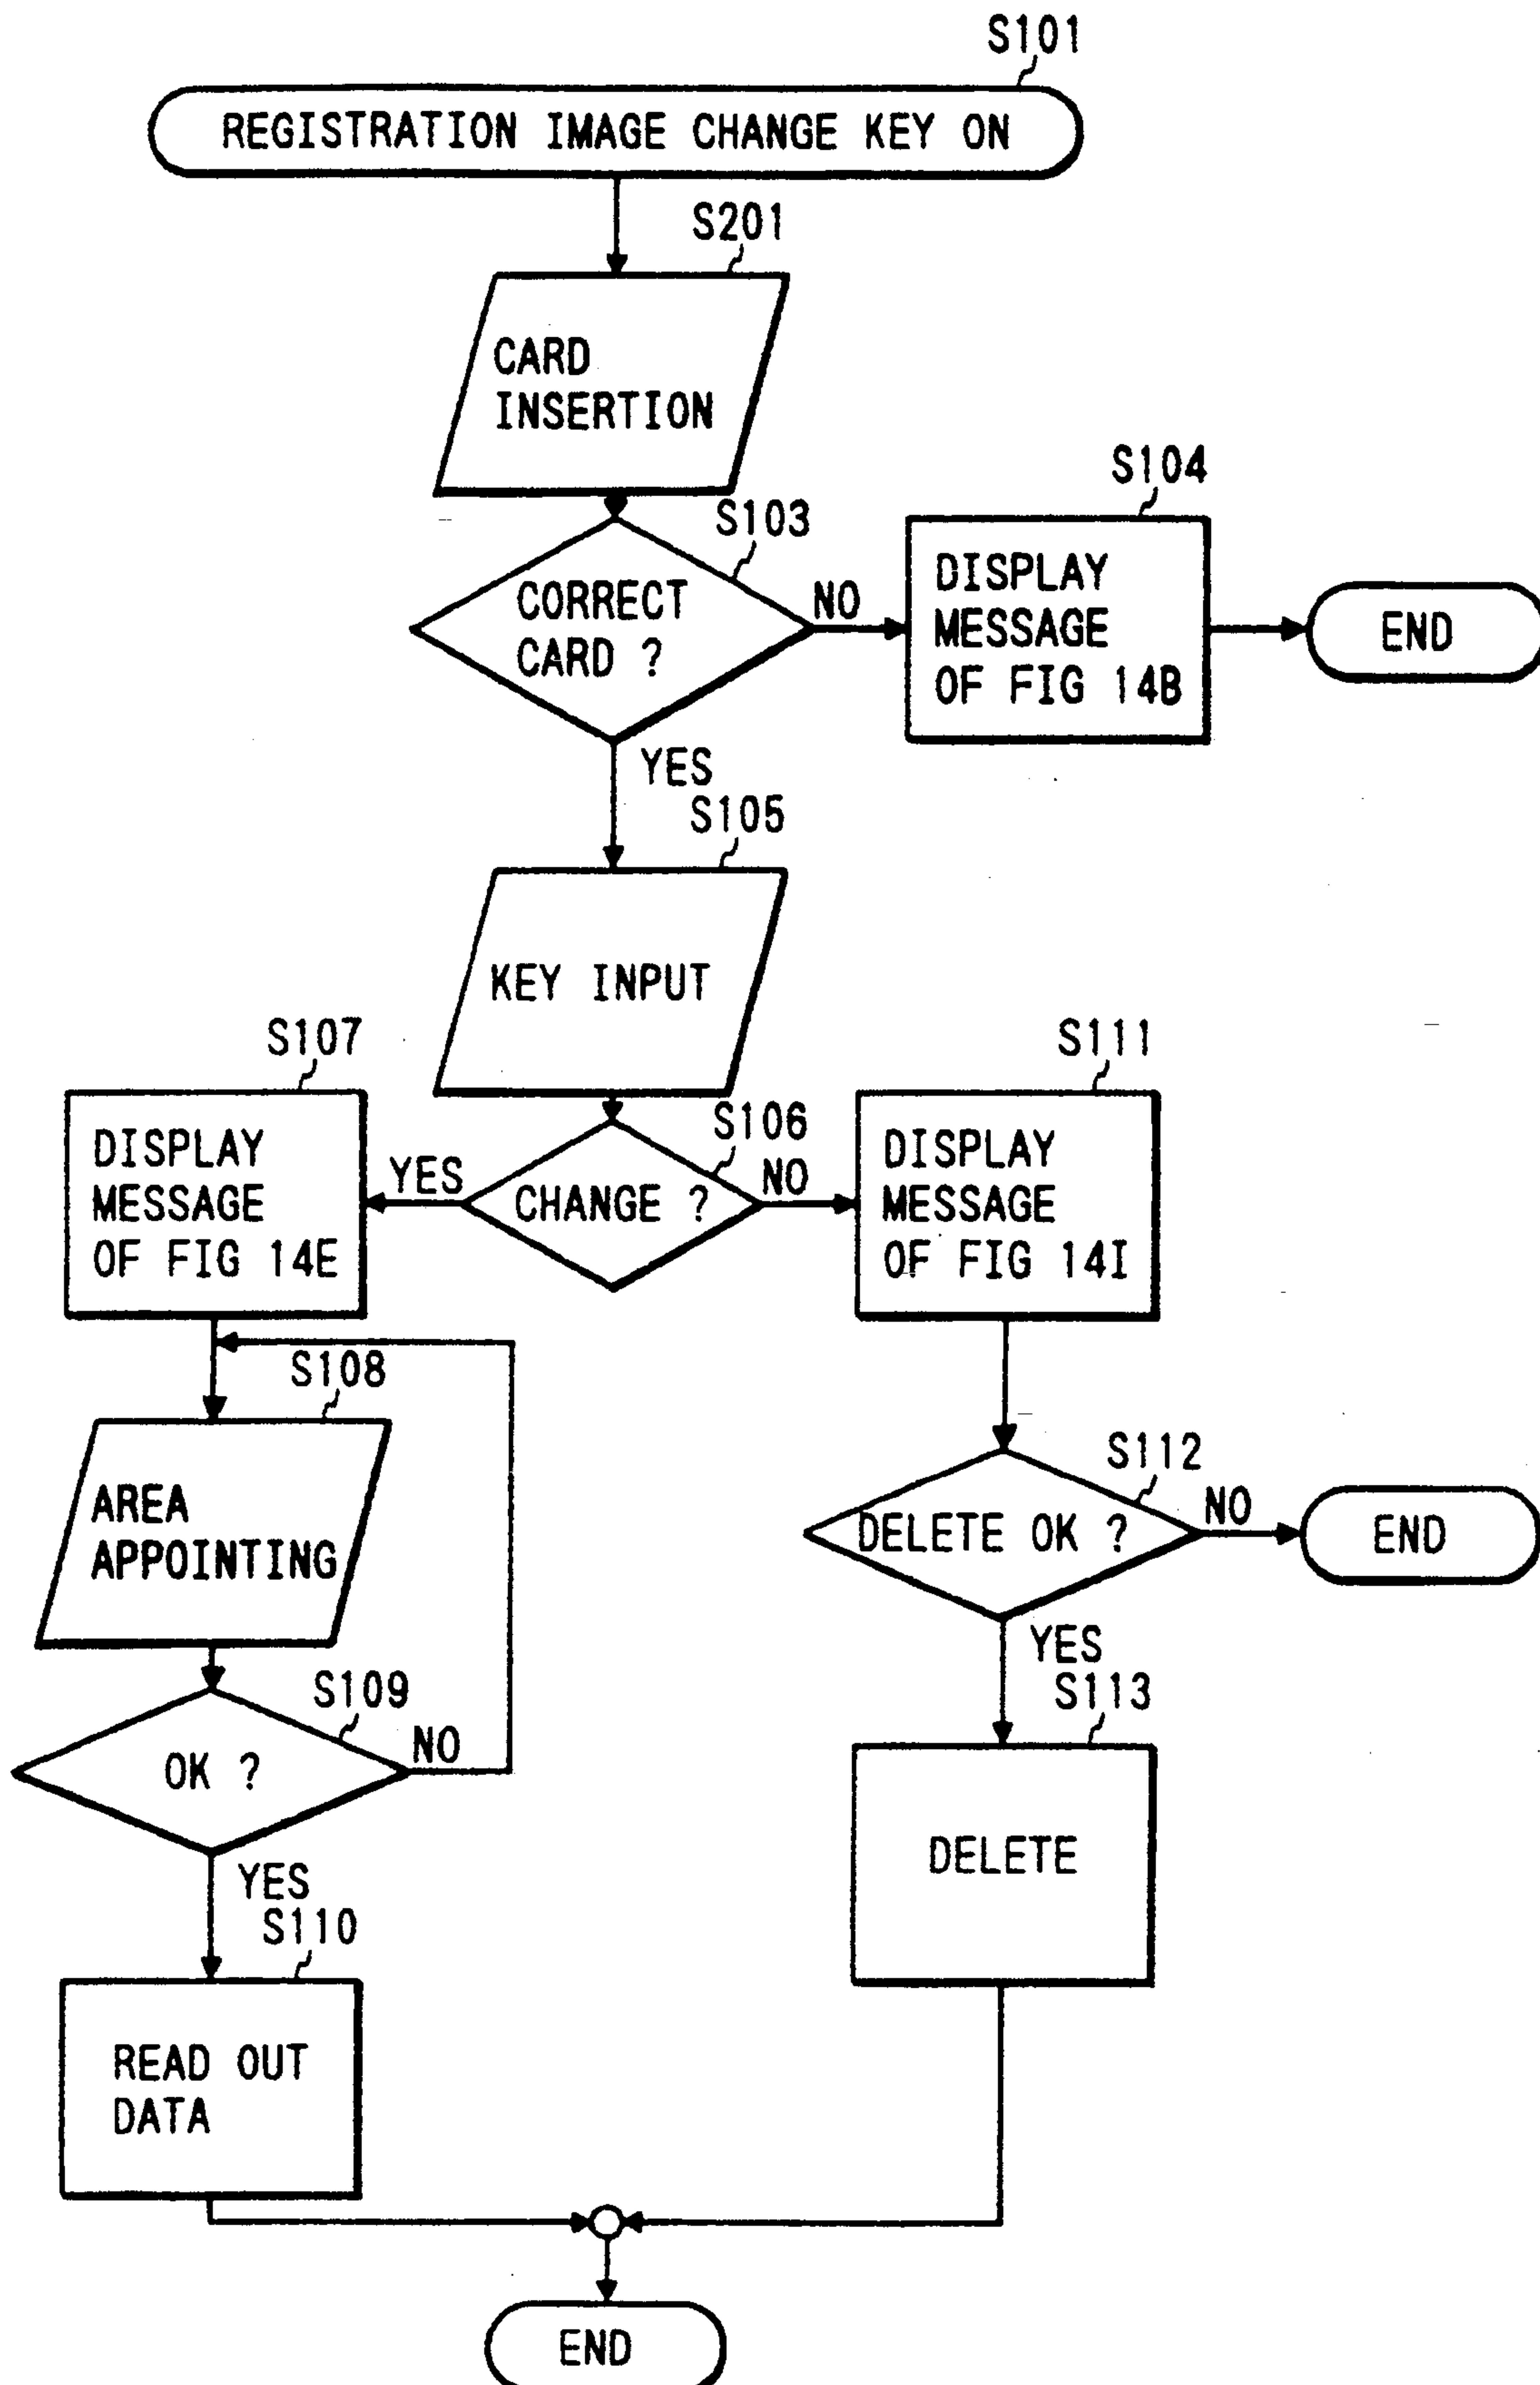 S101
REGISTRATION IMAGE CHANGE KEY ON
S201
CARD
INSERTION
S103
CORRECT
CARD ?
NO
S104
DISPLAY
MESSAGE
OF FIG 14B
END
YES
S105
KEY INPUT
S106
CHANGE ?
YES
S107
DISPLAY
MESSAGE
OF FIG 14E
NO
S111
DISPLAY
MESSAGE
OF FIG 14I
S108
AREA
APPOINTING
S109
OK ?
NO
YES
S110
READ OUT
DATA
S112
DELETE OK ?
NO
END
YES
S113
DELETE
END